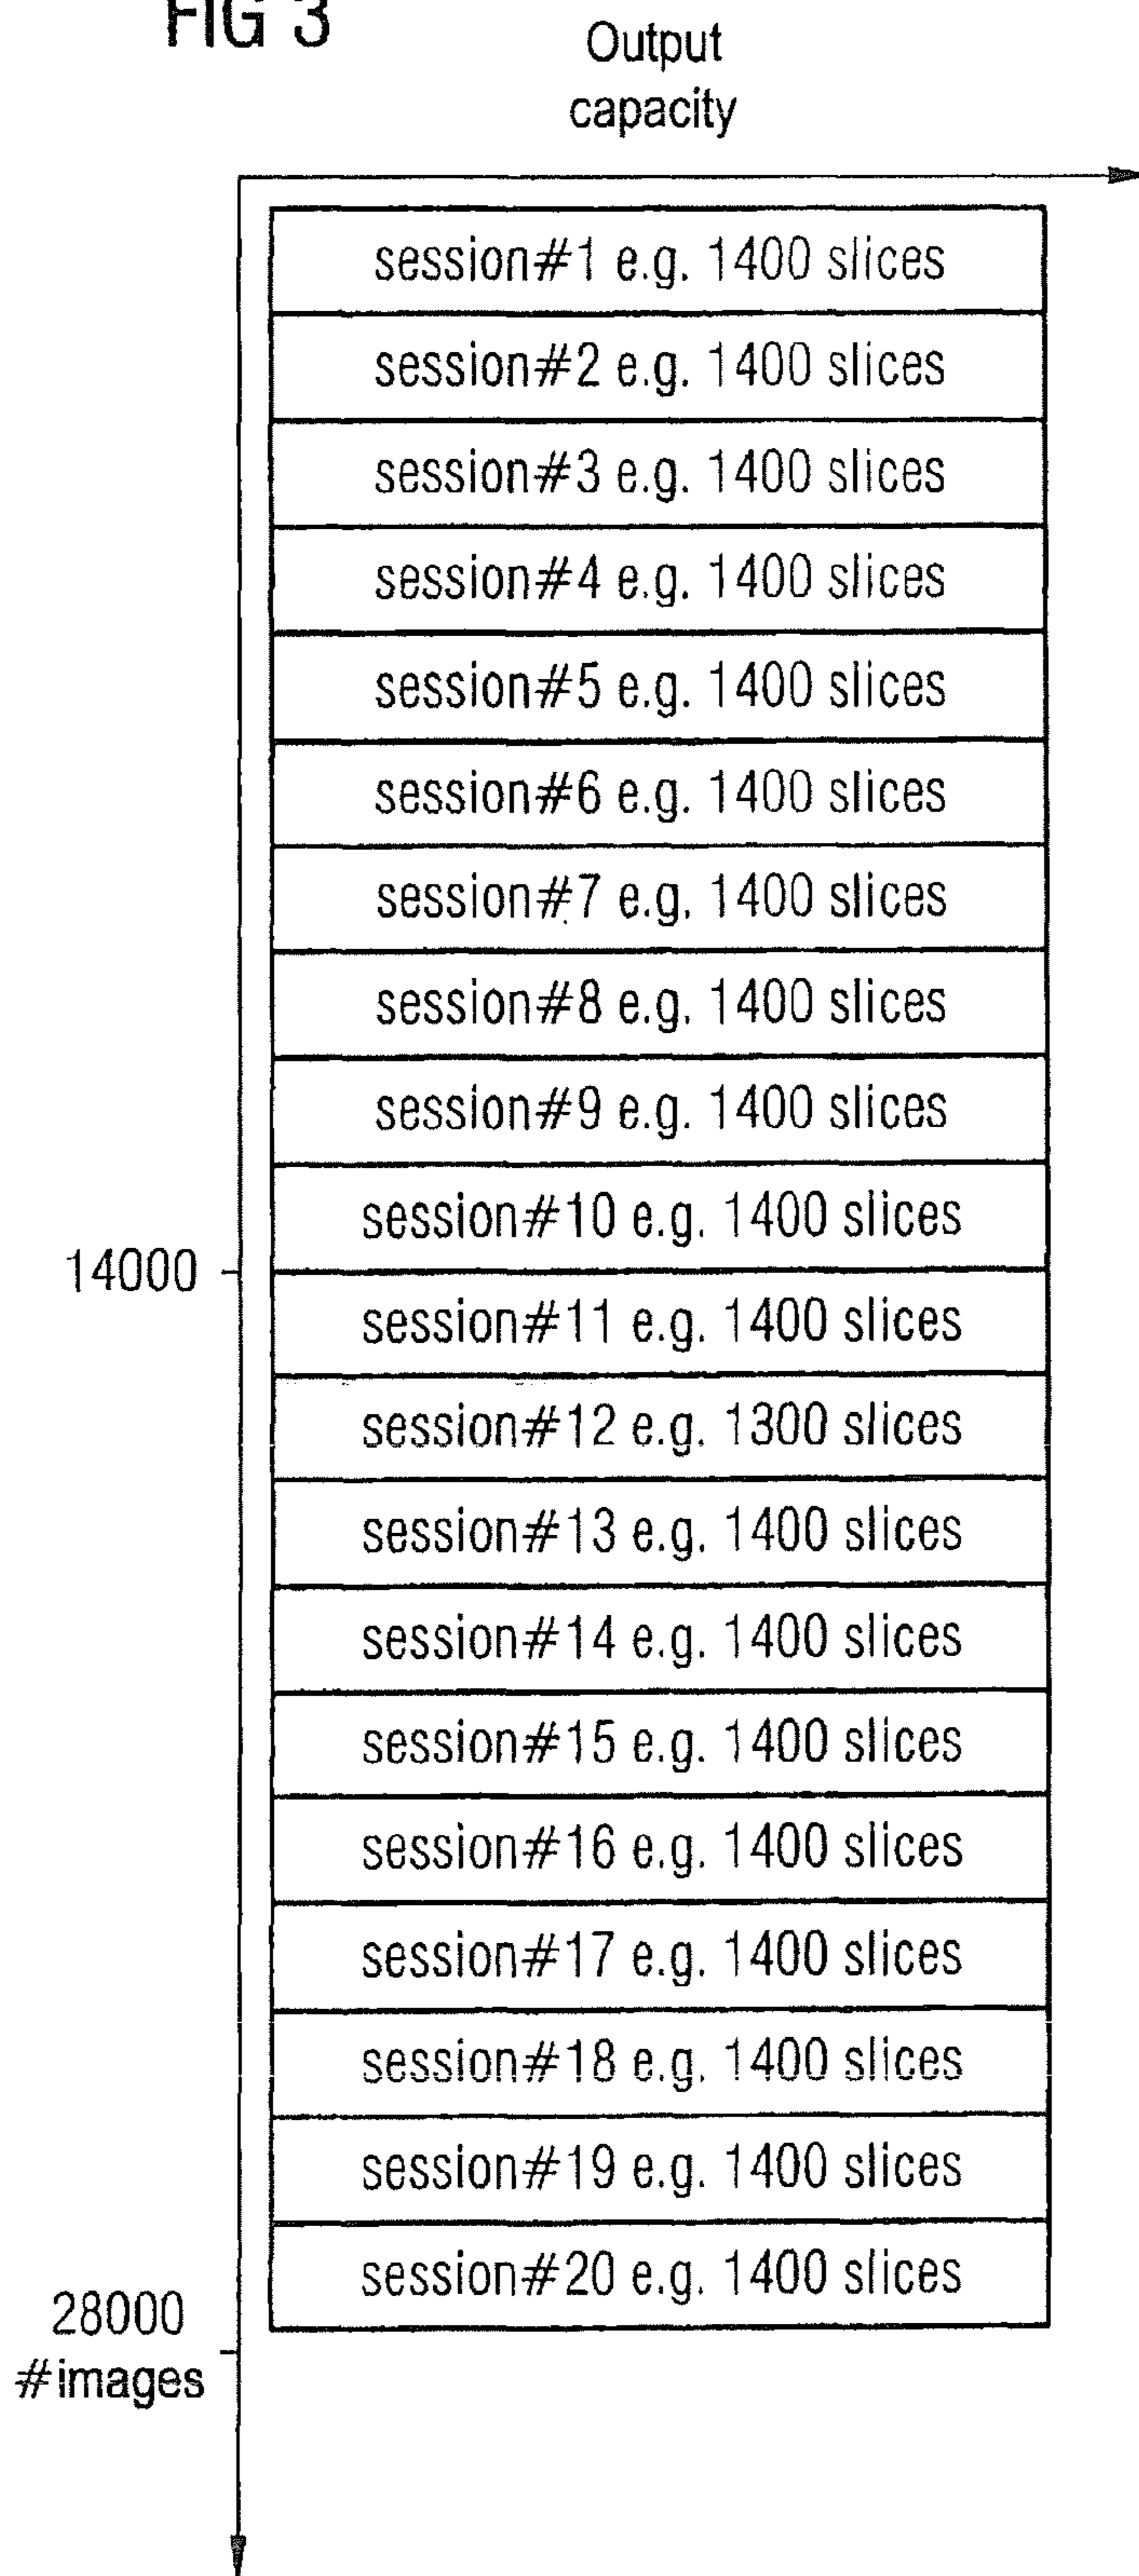 FIG 3
Output
capacity
session#1 e.g. 1400 slices
session#2 e.g. 1400 slices
session#3 e.g. 1400 slices
session#4 e.g. 1400 slices
session#5 e.g. 1400 slices
session#6 e.g. 1400 slices
session#7 e.g. 1400 slices
session#8 e.g. 1400 slices
session#9 e.g. 1400 slices
session#10 e.g. 1400 slices
14000
session#11 e.g. 1400 slices
session#12 e.g. 1300 slices
session#13 e.g. 1400 slices
session#14 e.g. 1400 slices
session#15 e.g. 1400 slices
session#16 e.g. 1400 slices
session#17 e.g. 1400 slices
session#18 e.g. 1400 slices
session#19 e.g. 1400 slices
session#20 e.g. 1400 slices
28000
#images